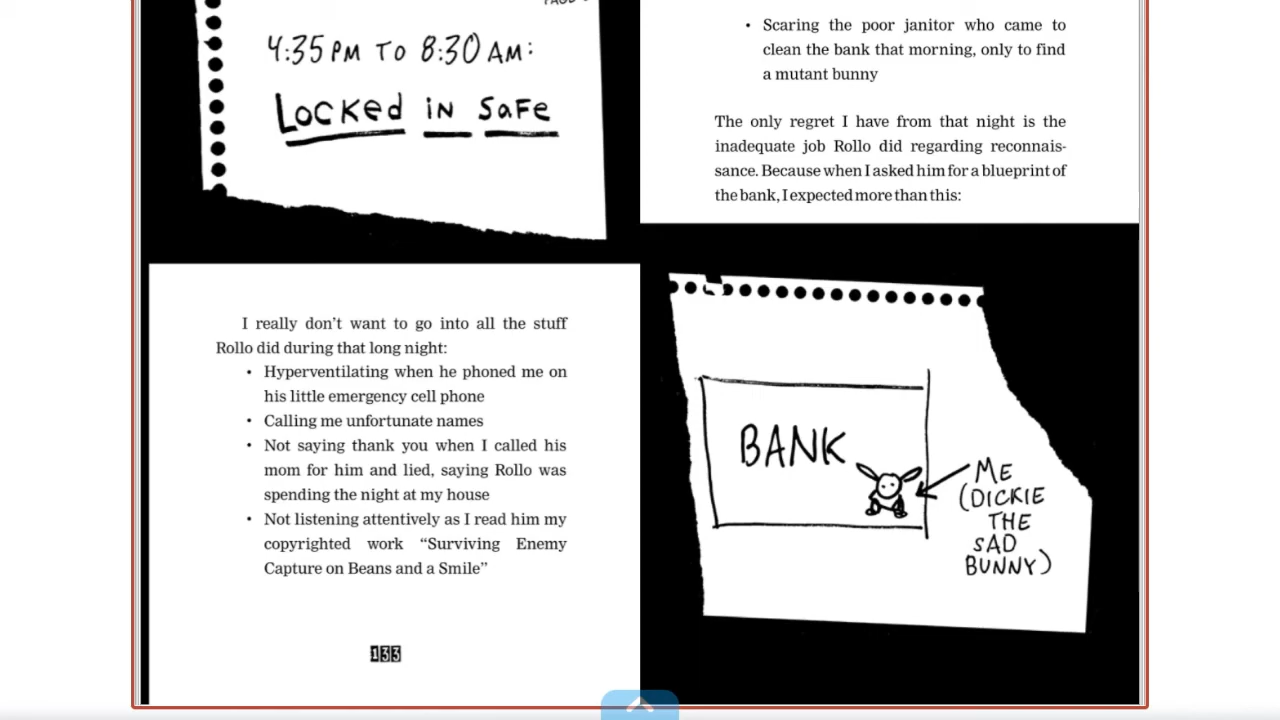 4:35 PM TO 8:30 AM:
LOCKED IN SAFE
I really don’t want to go into all the stuff
Rollo did during that long night:
• Hyperventilating when he phoned me on
his little emergency cell phone
• Calling me unfortunate names
• Not saying thank you when I called his
mom for him and lied, saying Rollo was
spending the night at my house
• Not listening attentively as I read him my
copyrighted work “Surviving Enemy
Capture on Beans and a Smile”
133
• Scaring the poor janitor who came to
clean the bank that morning, only to find
a mutant bunny
The only regret I have from that night is the
inadequate job Rollo did regarding reconnais-
sance. Because when I asked him for a blueprint of
the bank, I expected more than this:
BANK
ME
(DICKIE
THE
SAD
BUNNY)